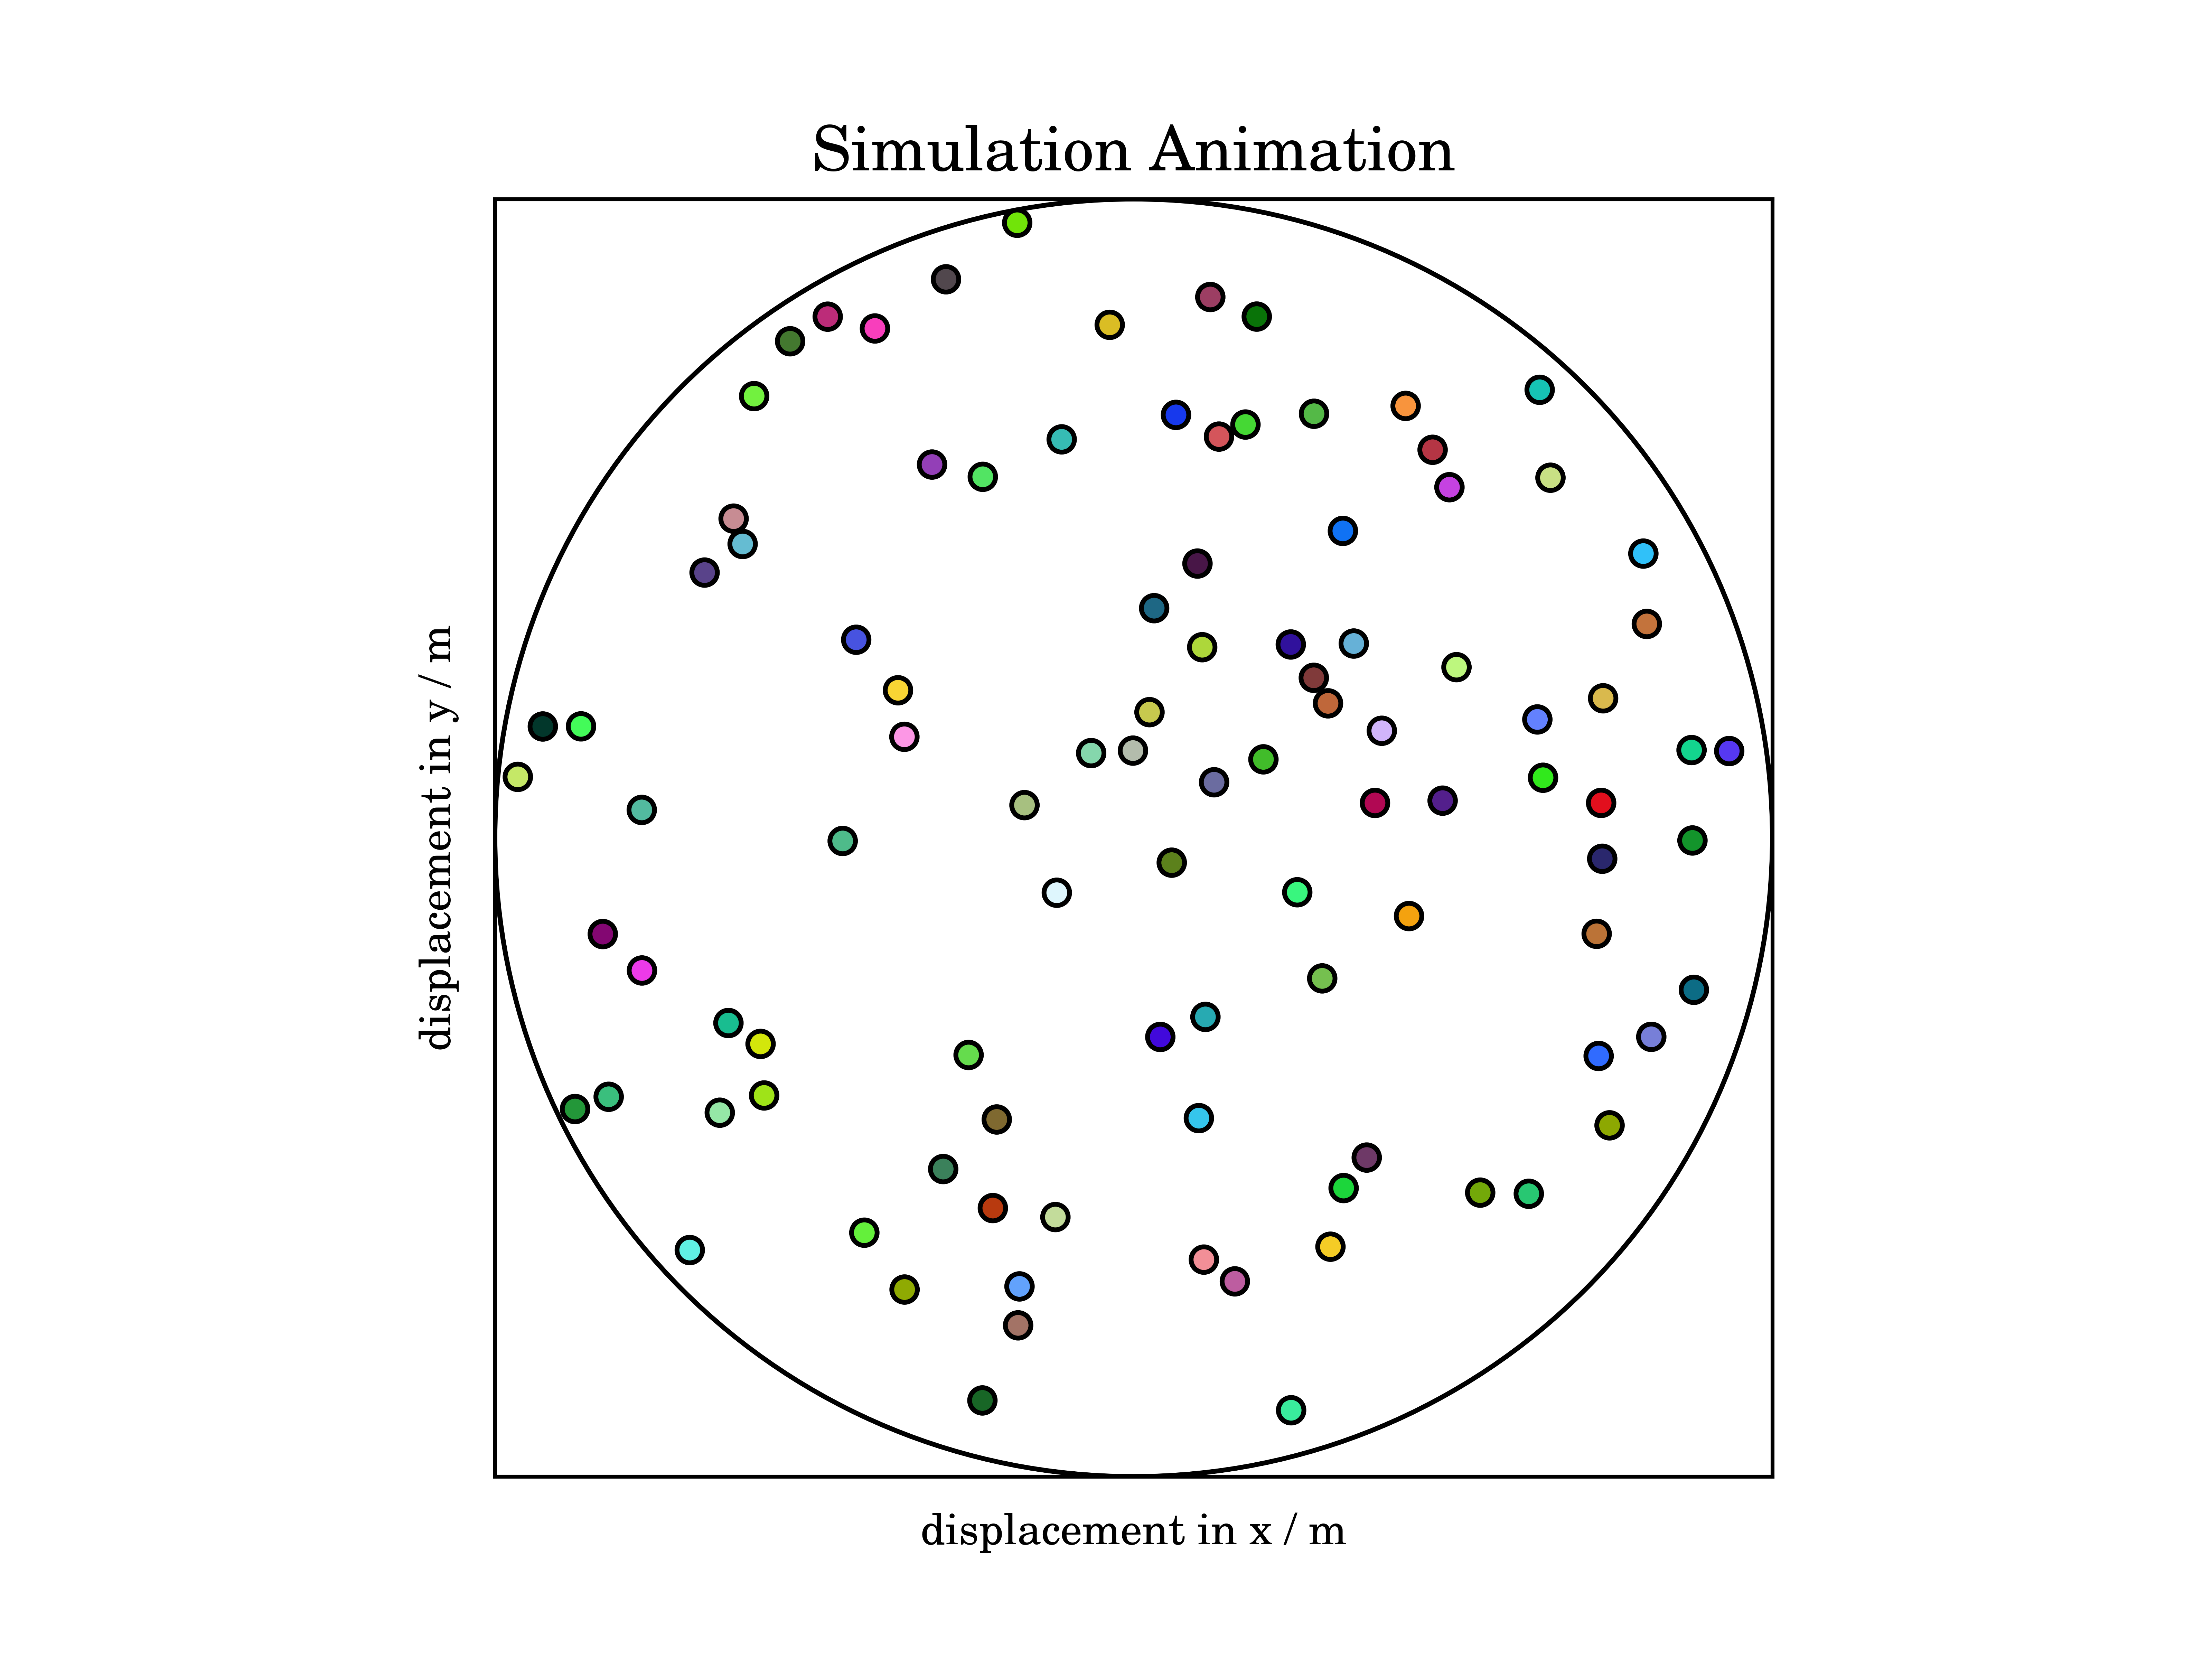 Simulation Animation
displacement in y / m
displacement in x / m